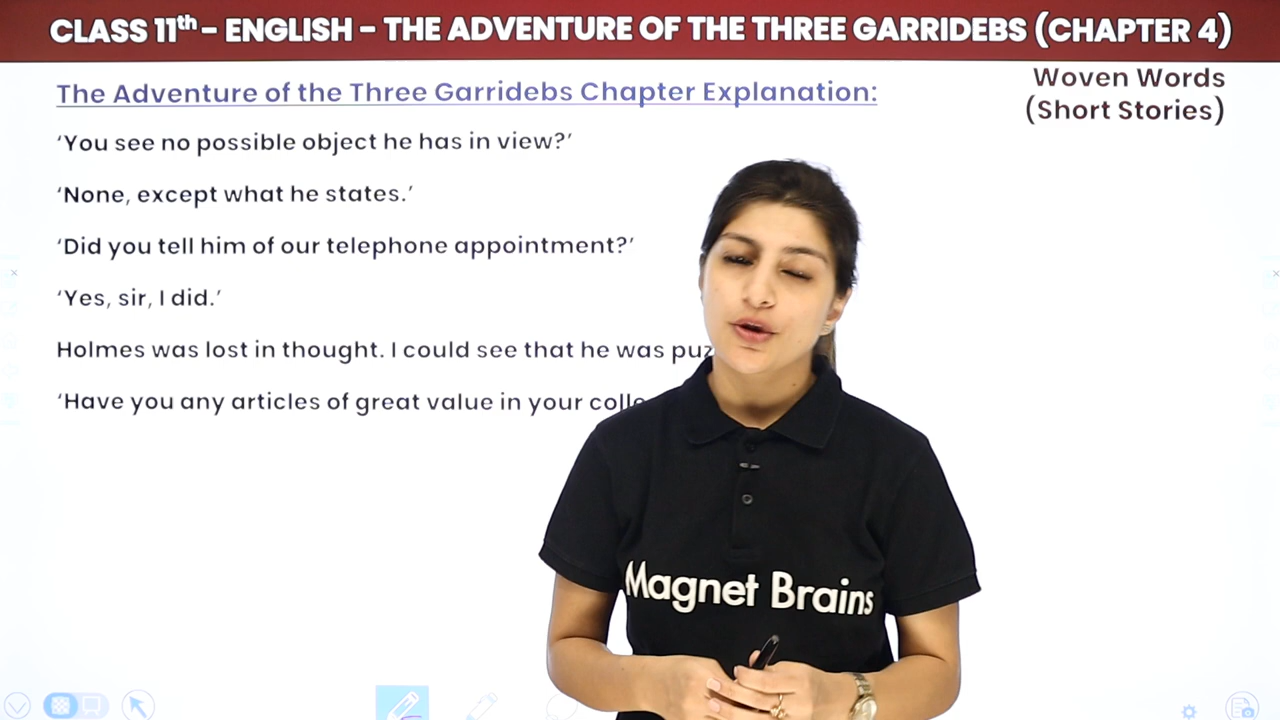 CLASS 11th – ENGLISH – THE ADVENTURE OF THE THREE GARRIDEBS (CHAPTER 4)
Woven Words
(Short Stories)
The Adventure of the Three Garridebs Chapter Explanation:
‘You see no possible object he has in view?’
‘None, except what he states.’
‘Did you tell him of our telephone appointment?’
‘Yes, sir, I did.’
Holmes was lost in thought. I could see that he was
‘Have you any articles of great value in your
Magnet Brains